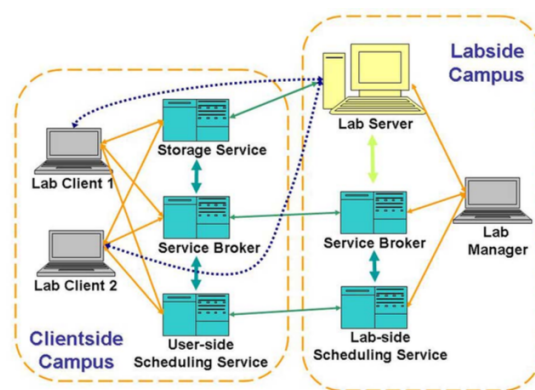 Labside
Campus
Lab Server
Storage Service
Lab Client 1
Service Broker
Service Broker
Lab
Manager
Lab Client 2
Clientside
Campus
User-side
Scheduling Service
Lab-side
Scheduling Service